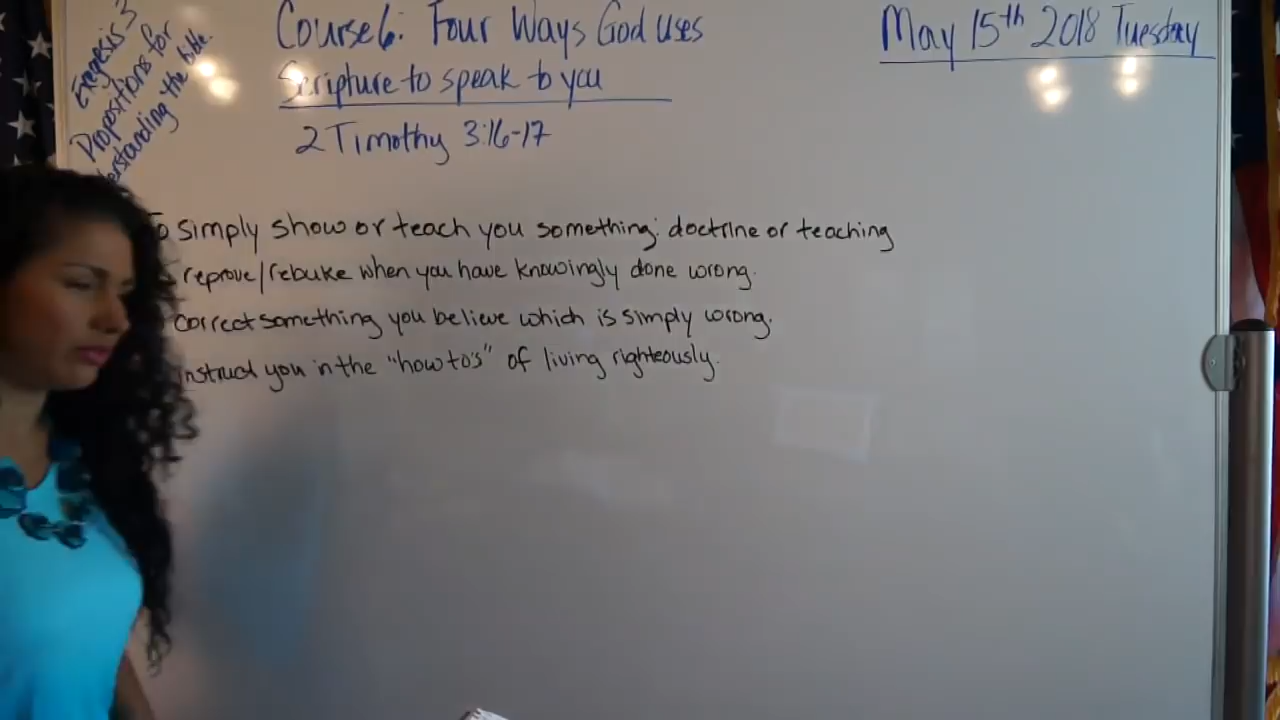 Exegesis 3
Propositions for
the bible.
Course 6: Four Ways God uses
Scripture to speak to you
2 Timothy 3:16-17
May 15th 2018 Tuesday
simply show or teach you something: doctrine or teaching
reprove/rebuke when you have knowingly done wrong.
correct something you believe which is simply wrong.
instruct you in the "how to's" of living righteously.